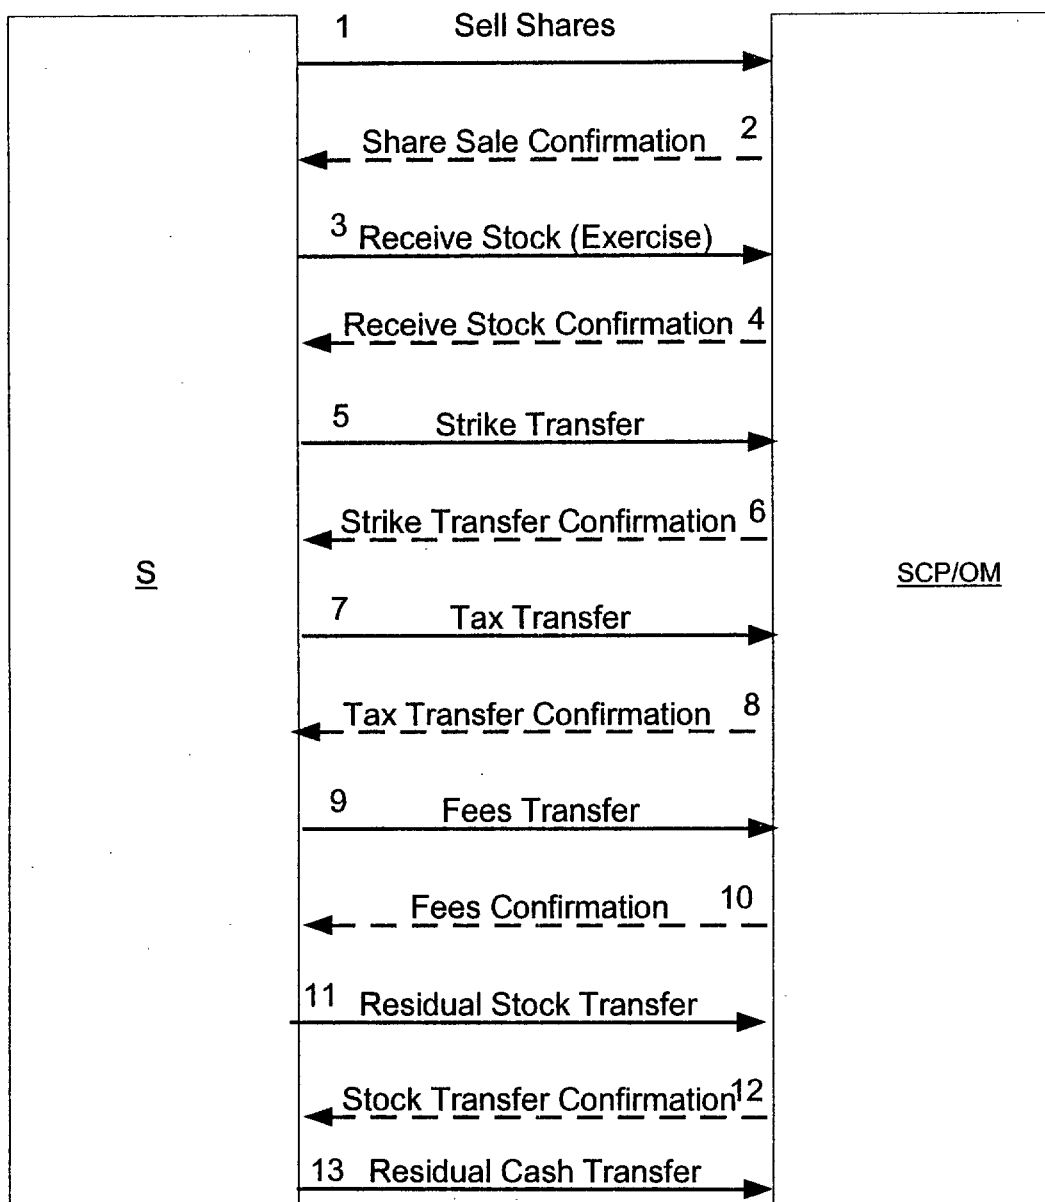 1 Sell Shares
Share Sale Confirmation 2
3 Receive Stock (Exercise)
Receive Stock Confirmation 4
5 Strike Transfer
Strike Transfer Confirmation 6
S
SCP/OM
7 Tax Transfer
Tax Transfer Confirmation 8
9 Fees Transfer
Fees Confirmation 10
11 Residual Stock Transfer
Stock Transfer Confirmation 12
13 Residual Cash Transfer